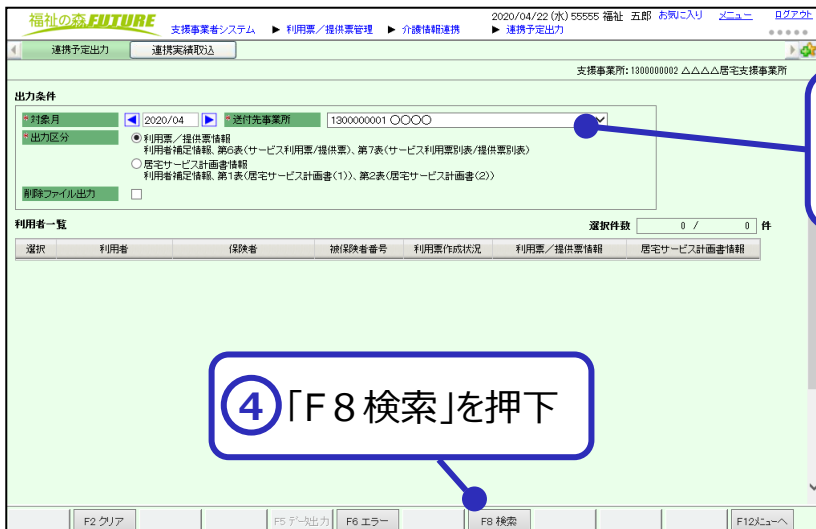 福祉の森FUTURE 支援事業者システム ▶ 利用票／提供票管理 ▶ 介護情報連携 ▶ 連携予定出力
2020/04/22(水) 55555 福祉 五郎 お気に入り メニュー ログアウト
連携予定出力 連携実績取込
支援事業所: 1300000002 △△△△居宅支援事業所
出力条件
*対象月 2020/04 *送付先事業所 1300000001 〇〇〇〇
*出力区分 利用票／提供票情報
利用者補足情報、第6表(サービス利用票/提供票)、第7表(サービス利用票別表/提供票別表)
居宅サービス計画書情報
利用者補足情報、第1表(居宅サービス計画書(1))、第2表(居宅サービス計画書(2))
削除ファイル出力
利用者一覧 選択件数 0 / 0 件
選択 利用者 保険者 被保険者番号 利用票作成状況 利用票／提供票情報 居宅サービス計画書情報
④「F８検索」を押下
F2 クリア F5 データ出力 F6 エラー F8 検索 F12メニューへ